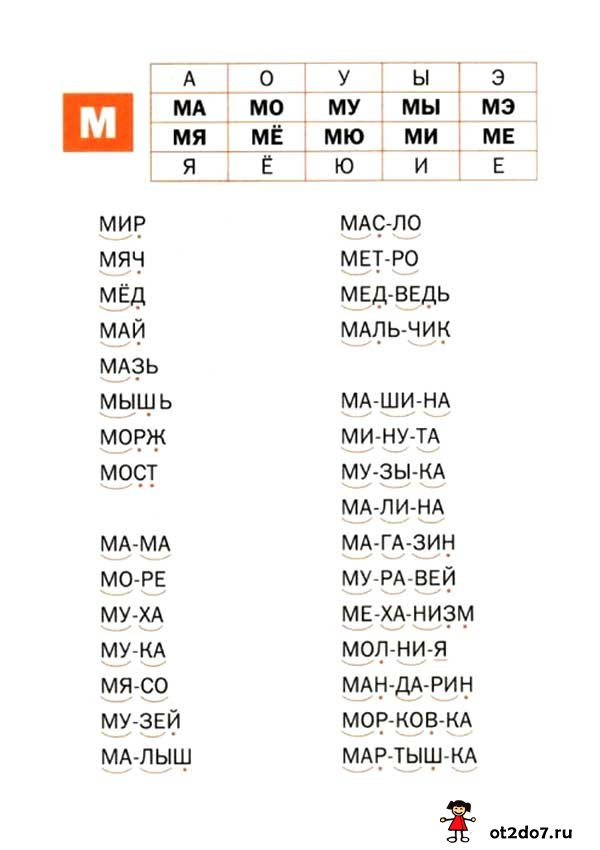 А О У Ы Э
М
МА МО МУ МЫ МЭ
МЯ МЁ МЮ МИ МЕ
Я Ё Ю И Е
МИР
МЯЧ
МЁД
МАЙ
МАЗЬ
МЫШЬ
МОРЖ
МОСТ
МА-МА
МО-РЕ
МУ-ХА
МУ-КА
МЯ-СО
МУ-ЗЕЙ
МА-ЛЫШ
МАС-ЛО
МЕТ-РО
МЕД-ВЕДЬ
МАЛЬ-ЧИК
МА-ШИ-НА
МИ-НУ-ТА
МУ-ЗЫ-КА
МА-ЛИ-НА
МА-ГА-ЗИН
МУ-РА-ВЕЙ
МЕ-ХА-НИЗМ
МОЛ-НИ-Я
МАН-ДА-РИН
МОР-КОВ-КА
МАР-ТЫШ-КА
ot2do7.ru